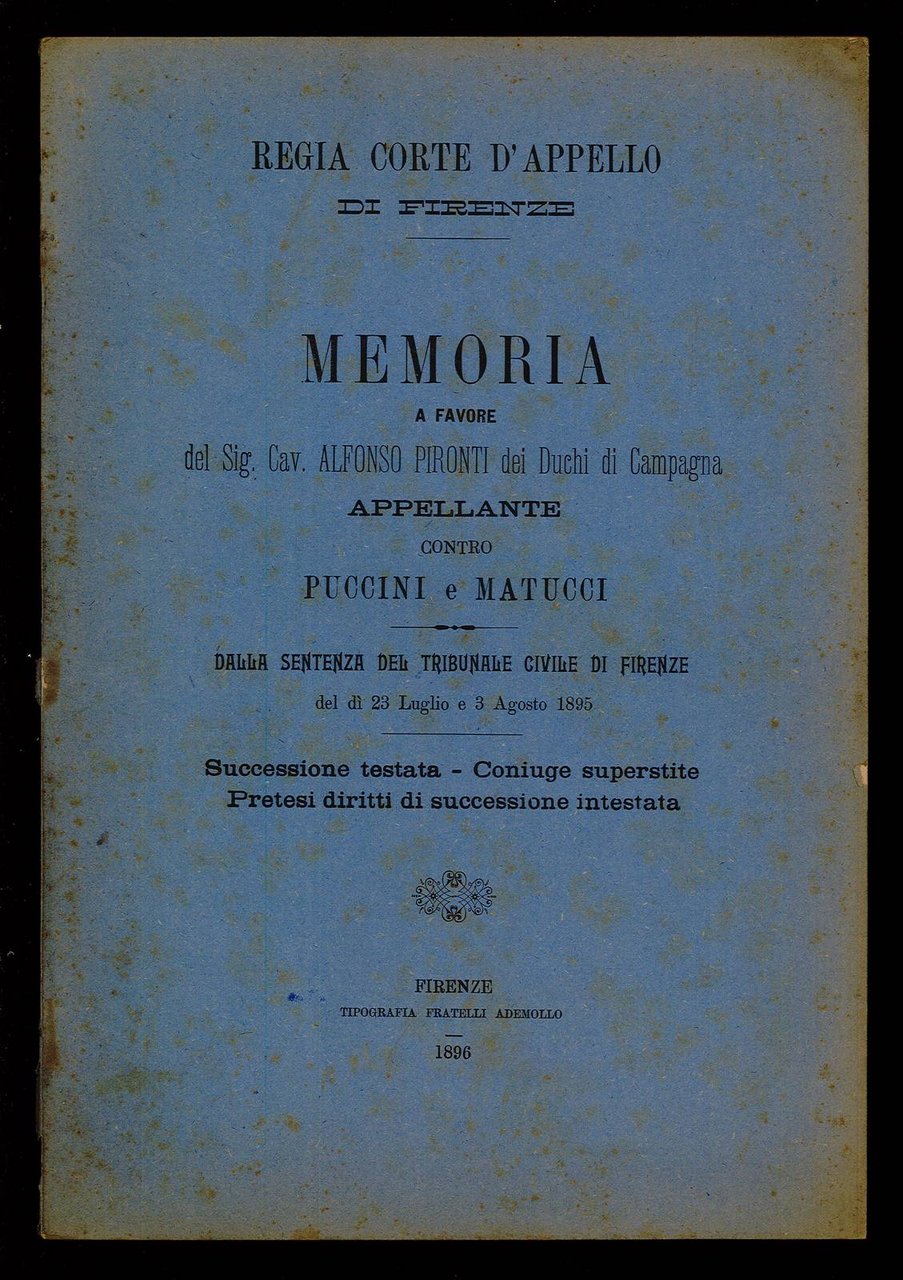 REGIA CORTE D'APPELLO
DI FIRENZE
MEMORIA
A FAVORE
del Sig. Cav. ALFONSO PIRONTI dei Duchi di Campagna
APPELLANTE
CONTRO
PUCCINI e MATUCCI
DALLA SENTENZA DEL TRIBUNALE CIVILE DI FIRENZE
del dì 23 Luglio e 3 Agosto 1895
Successione testata - Coniuge superstite
Pretesi diritti di successione intestata
FIRENZE
TIPOGRAFIA FRATELLI ADEMOLLO
1896